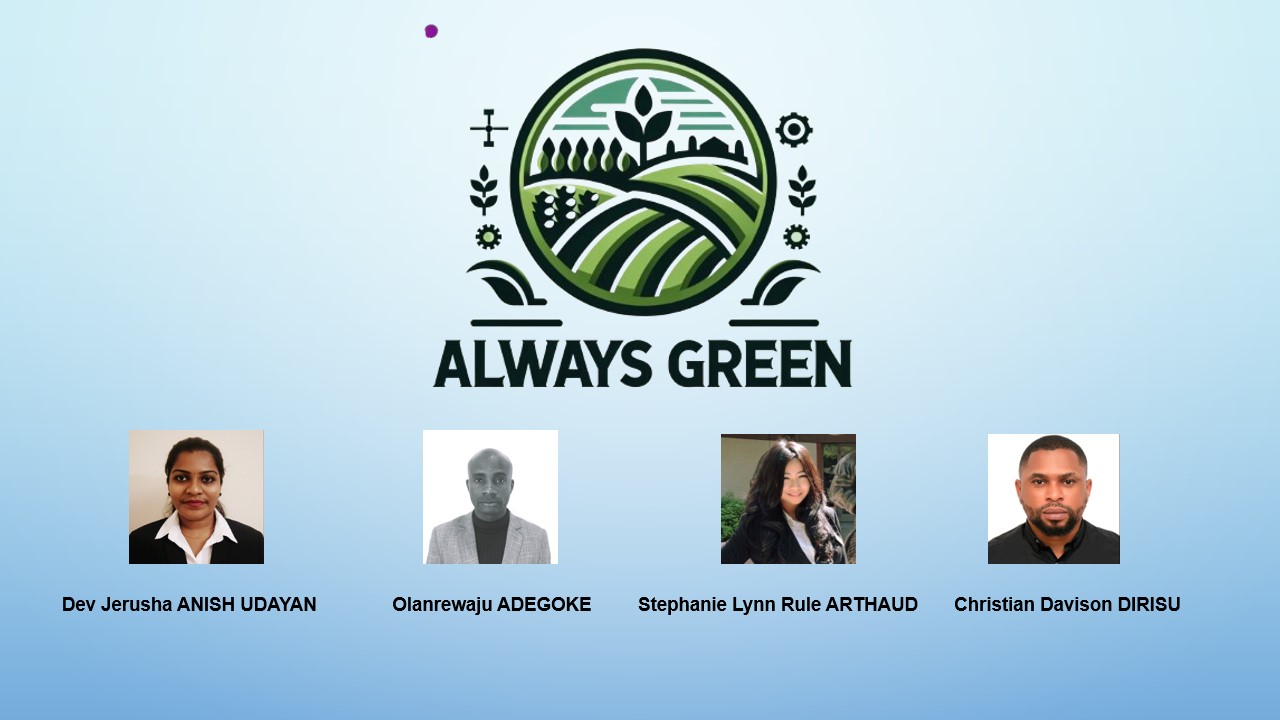 ALWAYS GREEN
Dev Jerusha ANISH UDAYAN
Olanrewaju ADEGOKE
Stephanie Lynn Rule ARTHAUD
Christian Davison DIRISU